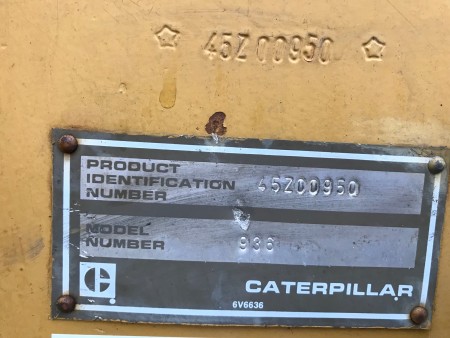 ☆ 45Z00950 ☆
PRODUCT
IDENTIFICATION
NUMBER 45Z00950
MODEL
NUMBER 936
C CATERPILLAR
6V6636